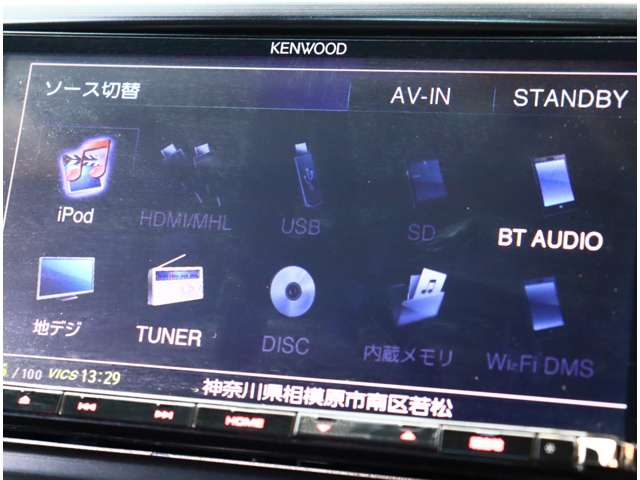 KENWOOD
ソース切替 AV-IN STANDBY
iPod HDMI/MHL USB SD BT AUDIO
地デジ TUNER DISC 内蔵メモリ Wi-Fi DMS
/100 VICS 13:29
神奈川県相模原市南区若松
HOME